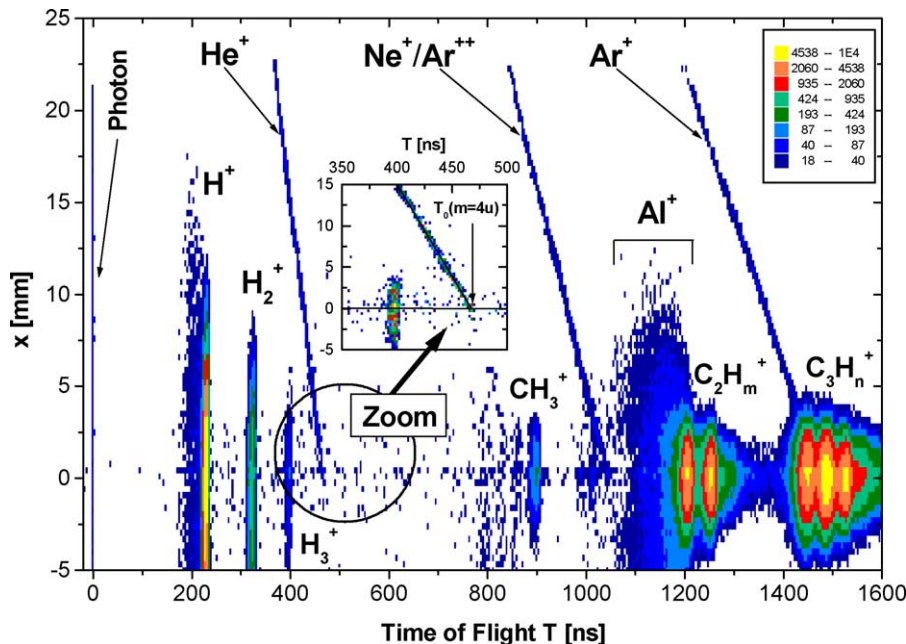 25
20
15
10
5
0
-5
x [mm]
Photon
H+
H2+
He+
Ne+/Ar++
Ar+
4538 -- 1E4
2060 -- 4538
935 -- 2060
424 -- 935
193 -- 424
87 -- 193
40 -- 87
18 -- 40
T [ns]
350 400 450 500
15
10
5
0
-5
T0(m=4u)
Zoom
H3+
CH3+
Al+
C2Hm+
C3Hn+
0 200 400 600 800 1000 1200 1400 1600
Time of Flight T [ns]